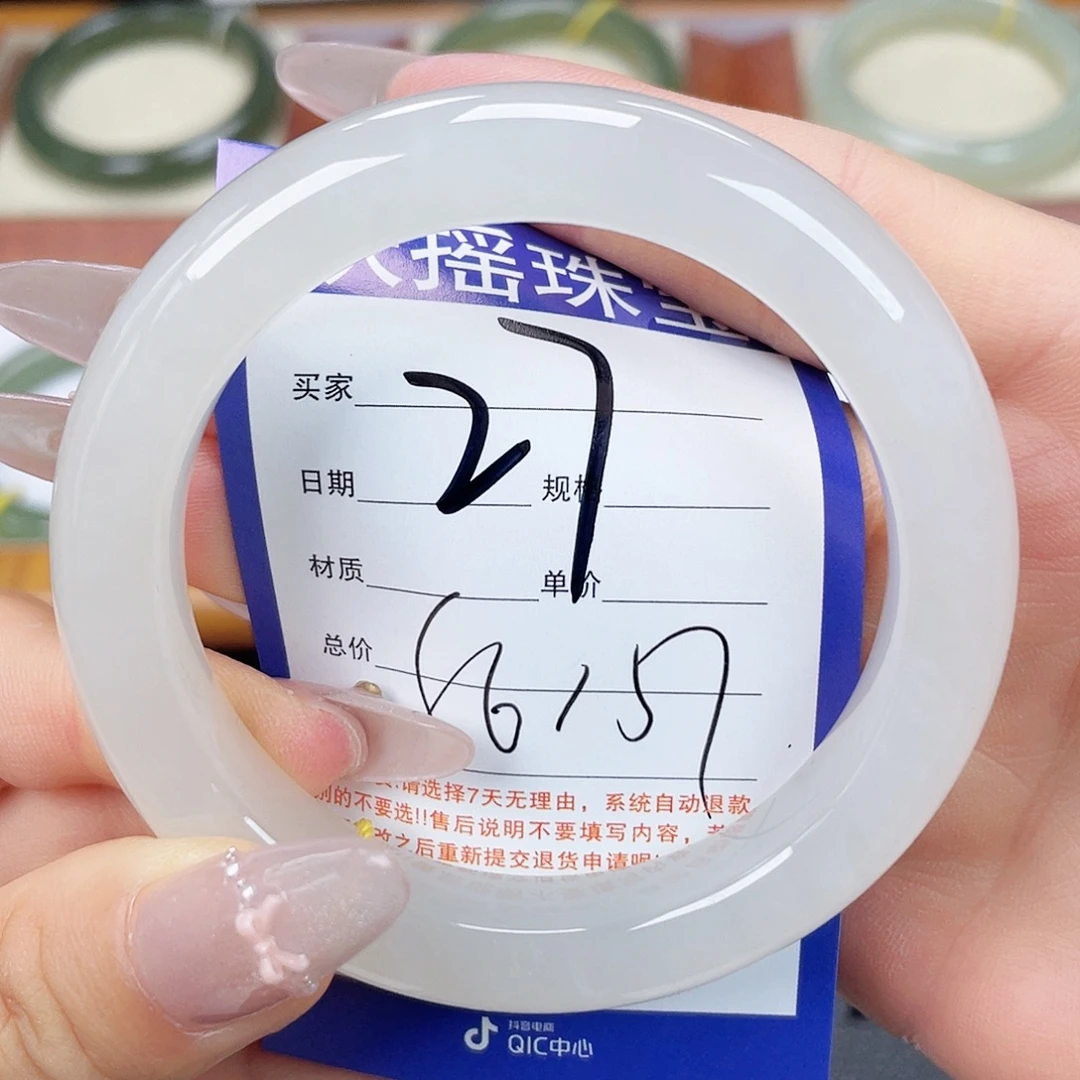 摇珠宝
27
买家
日期 规格
材质 单价
总价
请选择7天无理由，系统自动退款
别的不要选!!售后说明不要填写内容，
改之后重新提交退货申请呢
抖音电商
QIC中心